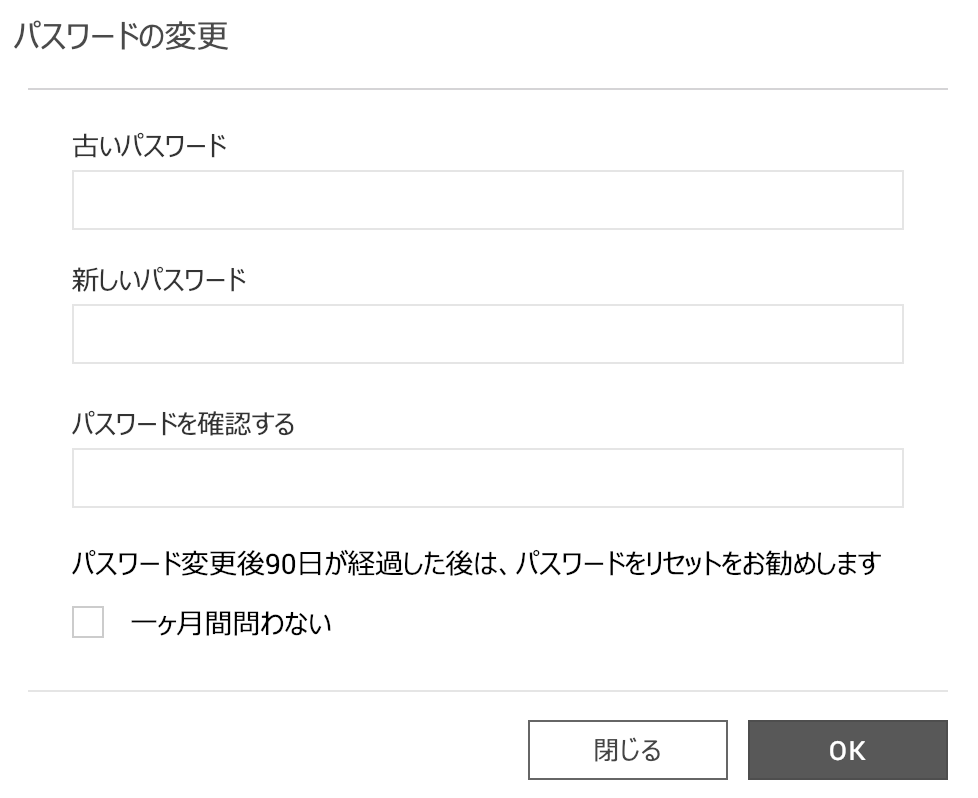 パスワードの変更
古いパスワード
新しいパスワード
パスワードを確認する
パスワード変更後90日が経過した後は、パスワードをリセットをお勧めします
一ヶ月間問わない
閉じる
OK